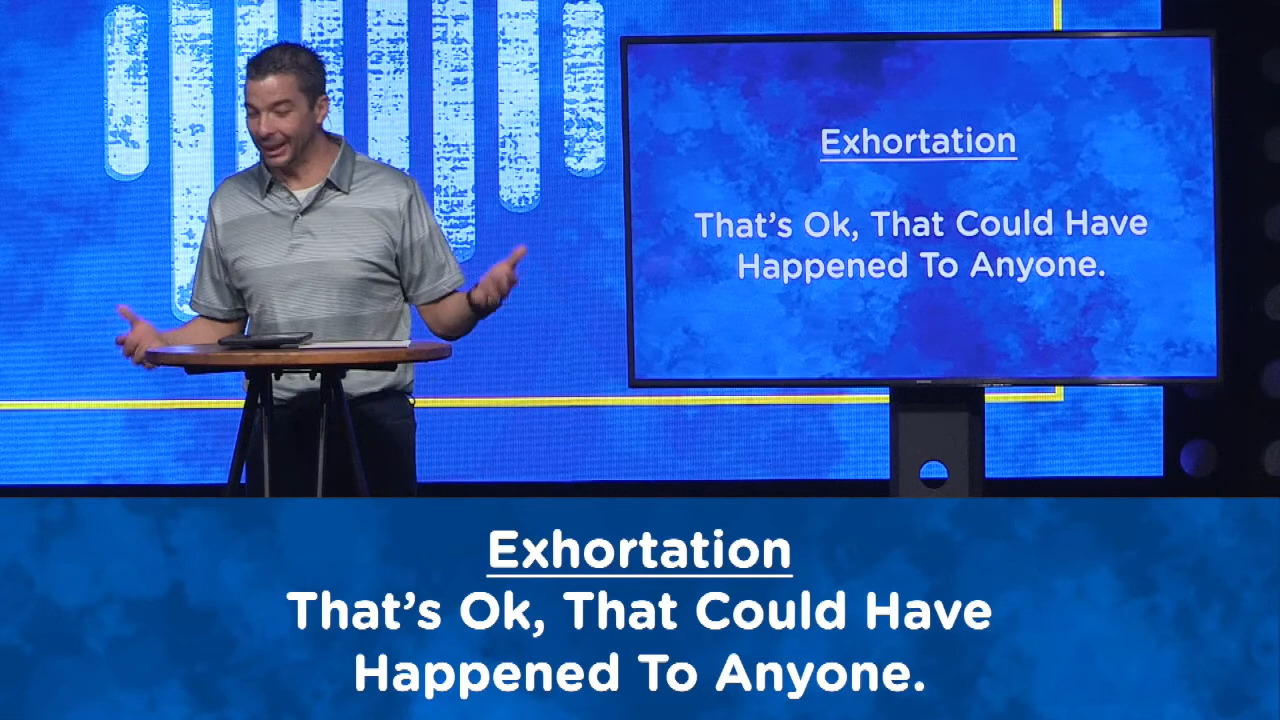 Exhortation
That's Ok, That Could Have
Happened To Anyone.
Exhortation
That's Ok, That Could Have
Happened To Anyone.